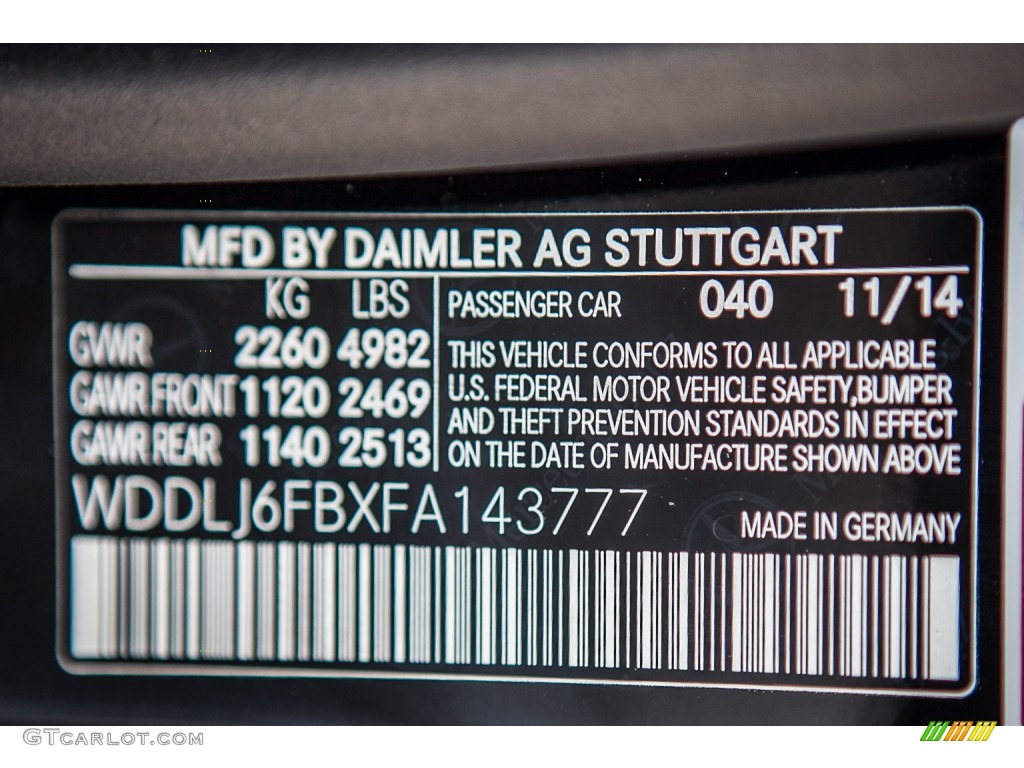 MFD BY DAIMLER AG STUTTGART
KG LBS
GVWR 2260 4982
GAWR FRONT 1120 2469
GAWR REAR 1140 2513
PASSENGER CAR 040 11/14
THIS VEHICLE CONFORMS TO ALL APPLICABLE
U.S. FEDERAL MOTOR VEHICLE SAFETY,BUMPER
AND THEFT PREVENTION STANDARDS IN EFFECT
ON THE DATE OF MANUFACTURE SHOWN ABOVE
WDDLJ6FBXFA143777
MADE IN GERMANY
GTCARLOT.COM